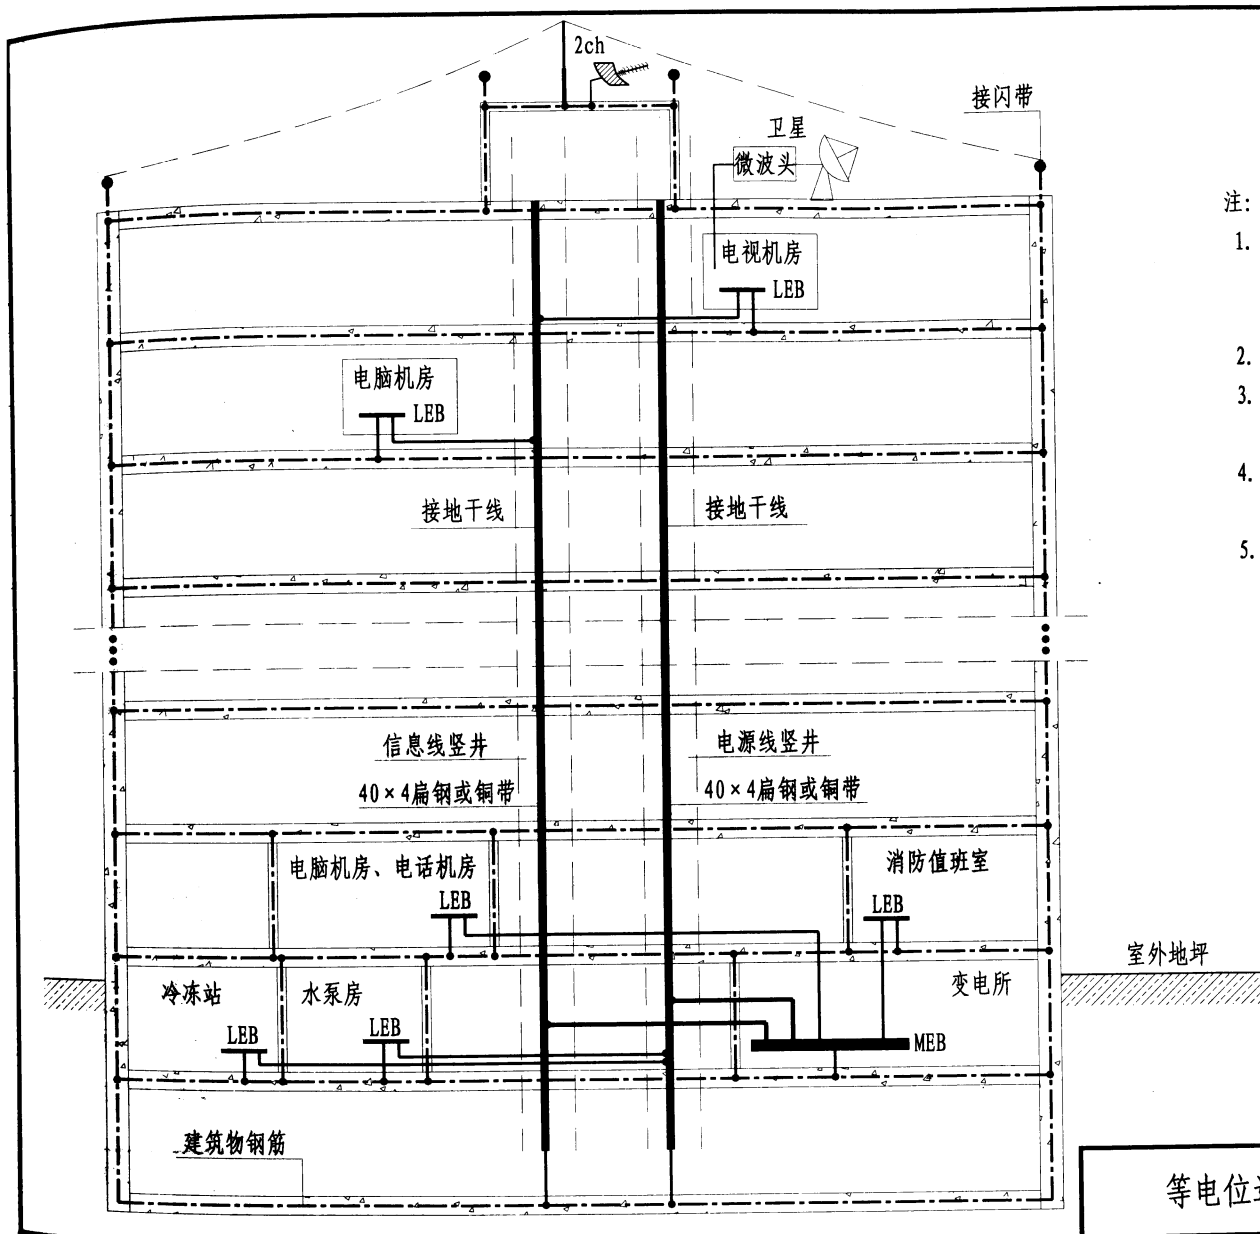 2ch
接闪带
卫星
微波头
注:
1.
电视机房
LEB
2.
电脑机房
LEB
3.
4.
接地干线
接地干线
5.
信息线竖井
电源线竖井
40×4扁钢或铜带
40×4扁钢或铜带
电脑机房、电话机房
消防值班室
LEB
LEB
室外地坪
冷冻站
水泵房
变电所
LEB
LEB
MEB
建筑物钢筋
等电位